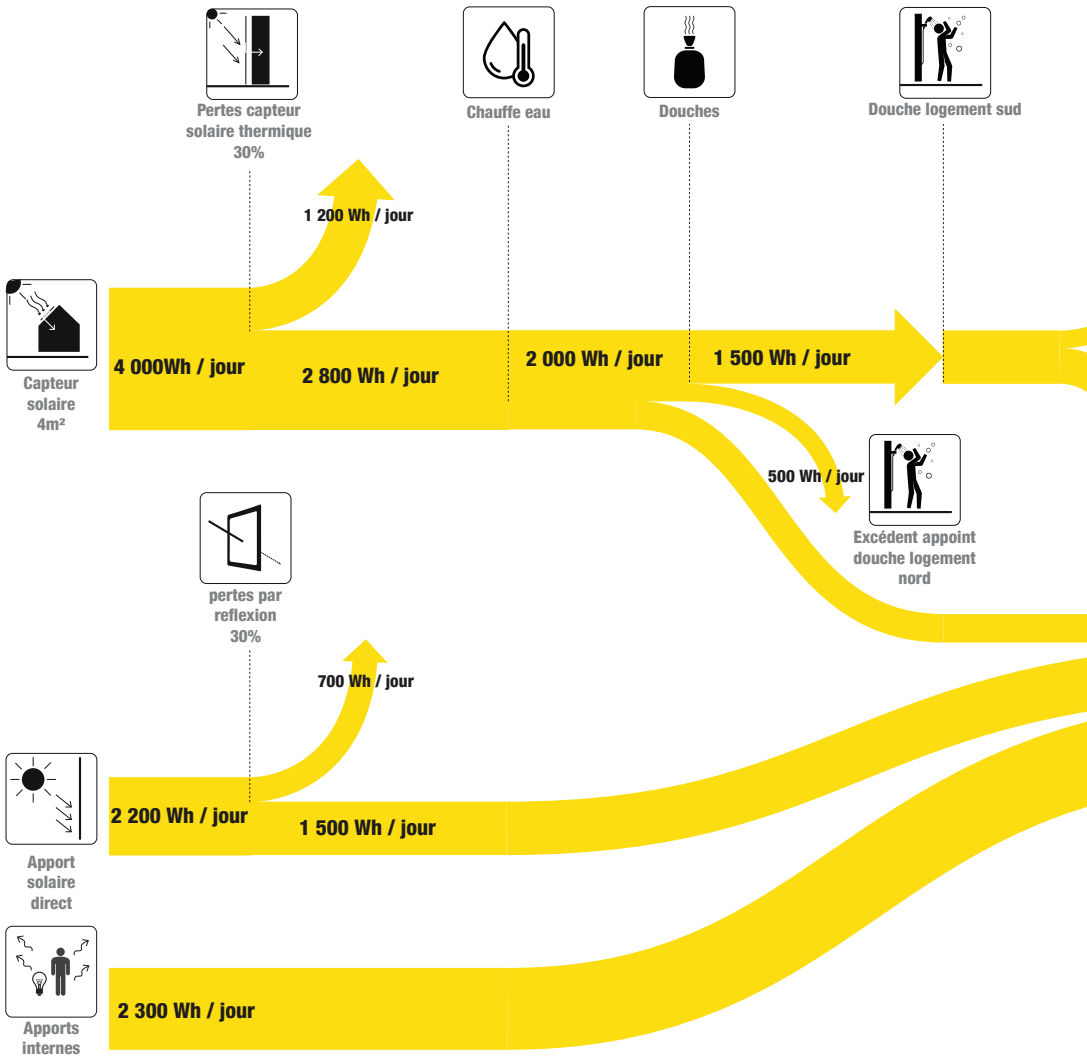 Pertes capteur
solaire thermique
30%
Chauffe eau
Douches
Douche logement sud
1 200 Wh / jour
4 000Wh / jour
2 800 Wh / jour
2 000 Wh / jour
1 500 Wh / jour
Capteur
solaire
4m²
500 Wh / jour
Excédent appoint
douche logement
nord
pertes par
reflexion
30%
700 Wh / jour
2 200 Wh / jour
1 500 Wh / jour
Apport
solaire
direct
2 300 Wh / jour
Apports
internes